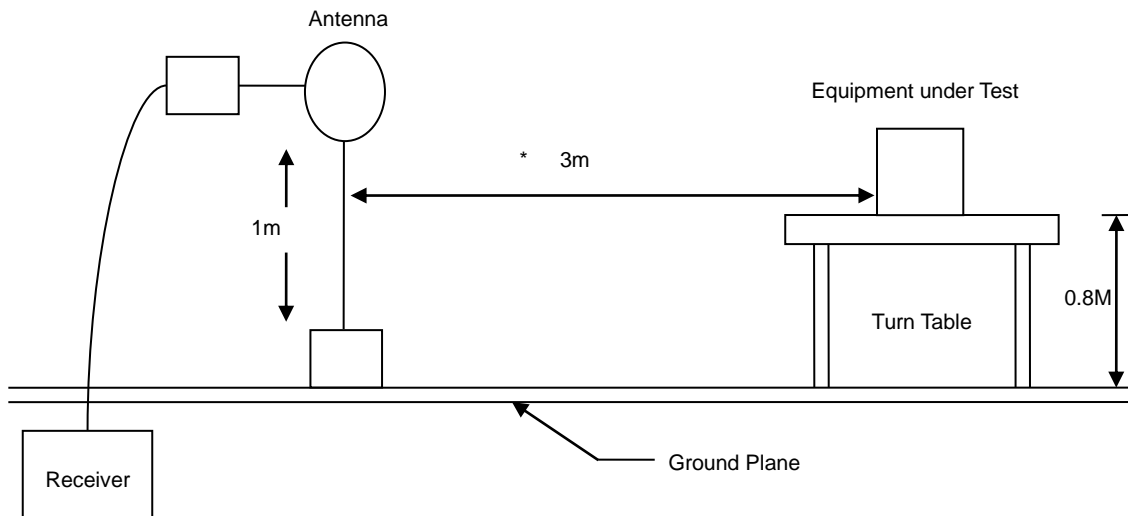 Antenna
Equipment under Test
* 3m
1m
0.8M
Turn Table
Ground Plane
Receiver